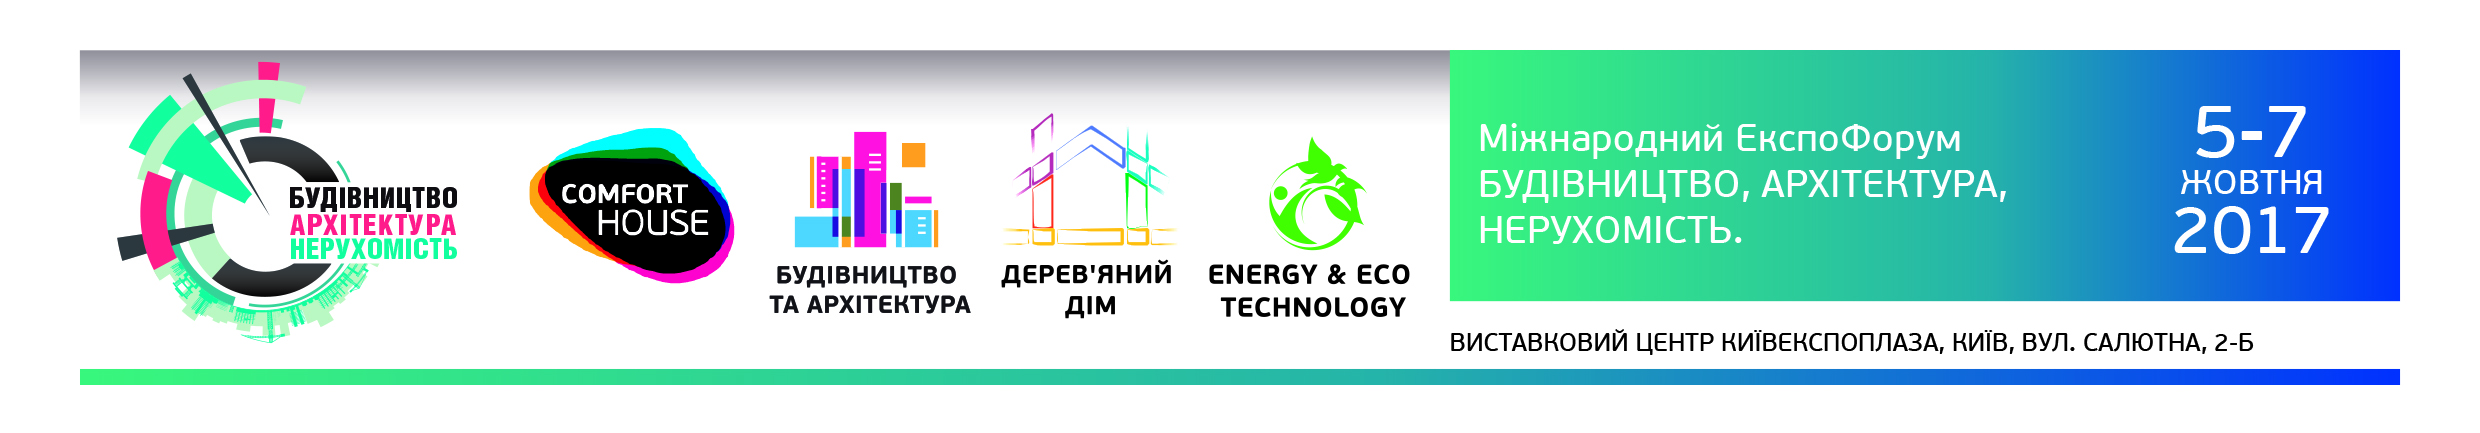 БУДІВНИЦТВО
АРХІТЕКТУРА
НЕРУХОМІСТЬ
COMFORT
HOUSE
БУДІВНИЦТВО
ТА АРХІТЕКТУРА
ДЕРЕВ'ЯНИЙ
ДІМ
ENERGY & ECO
TECHNOLOGY
Міжнародний ЕкспоФорум
БУДІВНИЦТВО, АРХІТЕКТУРА,
НЕРУХОМІСТЬ.
5-7
ЖОВТНЯ
2017
ВИСТАВКОВИЙ ЦЕНТР КИЇВЕКСПОПЛАЗА, КИЇВ, ВУЛ. САЛЮТНА, 2-Б